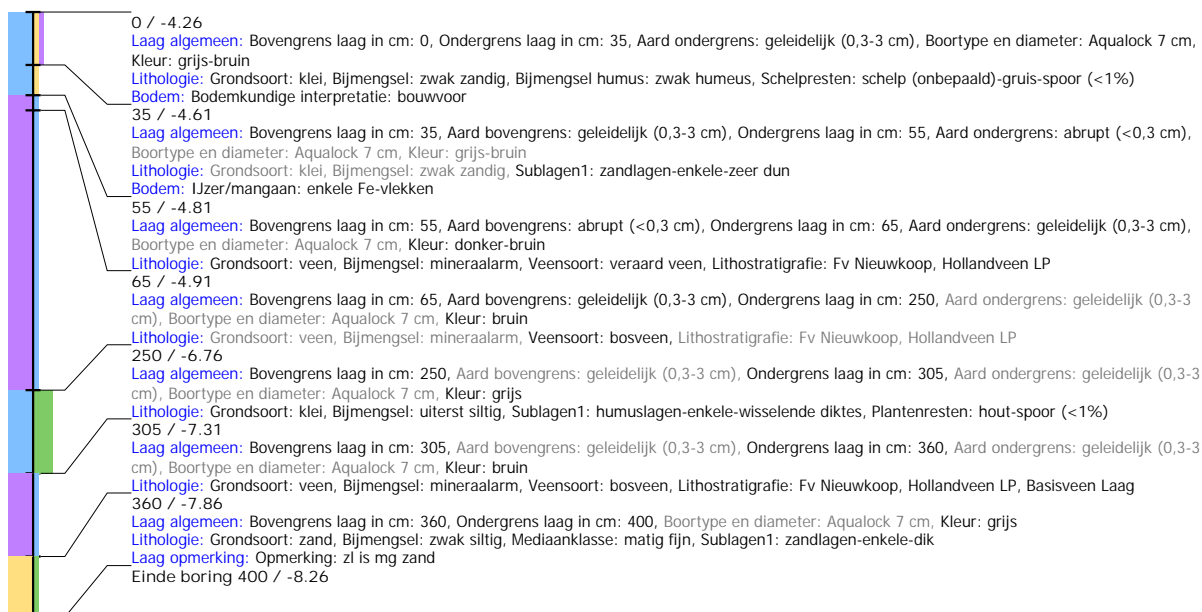 0 / -4.26
Laag algemeen: Bovengrens laag in cm: 0, Ondergrens laag in cm: 35, Aard ondergrens: geleidelijk (0,3-3 cm), Boortype en diameter: Aqualock 7 cm,
Kleur: grijs-bruin
Lithologie: Grondsoort: klei, Bijmengsel: zwak zandig, Bijmengsel humus: zwak humeus, Schelpresten: schelp (onbepaald)-gruis-spoor (<1%)
Bodem: Bodemkundige interpretatie: bouwvoor
35 / -4.61
Laag algemeen: Bovengrens laag in cm: 35, Aard bovengrens: geleidelijk (0,3-3 cm), Ondergrens laag in cm: 55, Aard ondergrens: abrupt (<0,3 cm),
Boortype en diameter: Aqualock 7 cm, Kleur: grijs-bruin
Lithologie: Grondsoort: klei, Bijmengsel: zwak zandig, Sublagen1: zandlagen-enkele-zeer dun
Bodem: IJzer/mangaan: enkele Fe-vlekken
55 / -4.81
Laag algemeen: Bovengrens laag in cm: 55, Aard bovengrens: abrupt (<0,3 cm), Ondergrens laag in cm: 65, Aard ondergrens: geleidelijk (0,3-3 cm),
Boortype en diameter: Aqualock 7 cm, Kleur: donker-bruin
Lithologie: Grondsoort: veen, Bijmengsel: mineraalarm, Veensoort: veraard veen, Lithostratigrafie: Fv Nieuwkoop, Hollandveen LP
65 / -4.91
Laag algemeen: Bovengrens laag in cm: 65, Aard bovengrens: geleidelijk (0,3-3 cm), Ondergrens laag in cm: 250, Aard ondergrens: geleidelijk (0,3-3
cm), Boortype en diameter: Aqualock 7 cm, Kleur: bruin
Lithologie: Grondsoort: veen, Bijmengsel: mineraalarm, Veensoort: bosveen, Lithostratigrafie: Fv Nieuwkoop, Hollandveen LP
250 / -6.76
Laag algemeen: Bovengrens laag in cm: 250, Aard bovengrens: geleidelijk (0,3-3 cm), Ondergrens laag in cm: 305, Aard ondergrens: geleidelijk (0,3-3
cm), Boortype en diameter: Aqualock 7 cm, Kleur: grijs
Lithologie: Grondsoort: klei, Bijmengsel: uiterst siltig, Sublagen1: humuslagen-enkele-wisselende diktes, Plantenresten: hout-spoor (<1%)
305 / -7.31
Laag algemeen: Bovengrens laag in cm: 305, Aard bovengrens: geleidelijk (0,3-3 cm), Ondergrens laag in cm: 360, Aard ondergrens: geleidelijk (0,3-3
cm), Boortype en diameter: Aqualock 7 cm, Kleur: bruin
Lithologie: Grondsoort: veen, Bijmengsel: mineraalarm, Veensoort: bosveen, Lithostratigrafie: Fv Nieuwkoop, Hollandveen LP, Basisveen Laag
360 / -7.86
Laag algemeen: Bovengrens laag in cm: 360, Ondergrens laag in cm: 400, Boortype en diameter: Aqualock 7 cm, Kleur: grijs
Lithologie: Grondsoort: zand, Bijmengsel: zwak siltig, Mediaanklasse: matig fijn, Sublagen1: zandlagen-enkele-dik
Laag opmerking: Opmerking: zl is mg zand
Einde boring 400 / -8.26